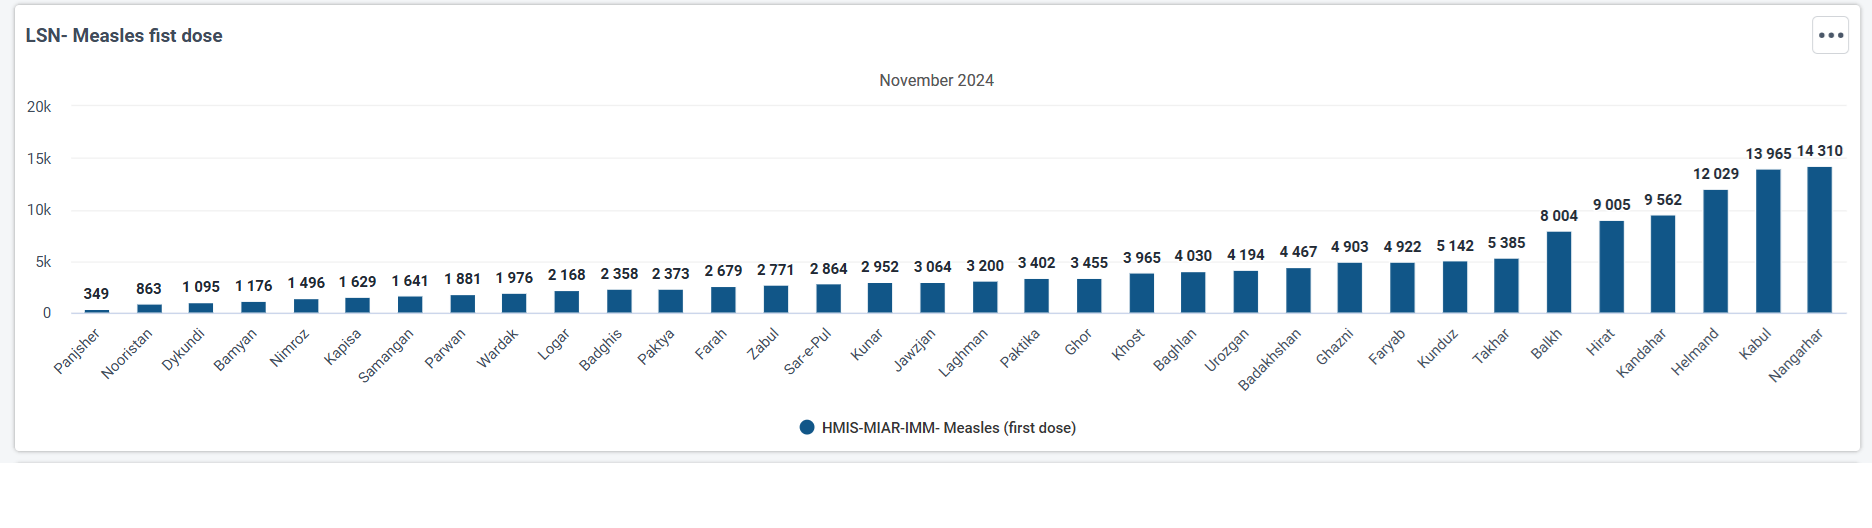 LSN- Measles fist dose
November 2024
20k
15k
10k
5k
0
349 863 1 095 1 176 1 496 1 629 1 641 1 881 1 976 2 168 2 358 2 373 2 679 2 771 2 864 2 952 3 064 3 200 3 402 3 455 3 965 4 030 4 194 4 467 4 903 4 922 5 142 5 385 8 004 9 005 9 562 12 029 13 965 14 310
Panjsher Nooristan Dykundi Bamyan Nimroz Kapisa Samangan Parwan Wardak Logar Badghis Paktya Farah Zabul Sar-e-Pul Kunar Jawzjan Laghman Paktika Ghor Khost Baghlan Urozgan Badakhshan Ghazni Faryab Kunduz Takhar Balkh Hirat Kandahar Helmand Kabul Nangarhar
HMIS-MIAR-IMM- Measles (first dose)